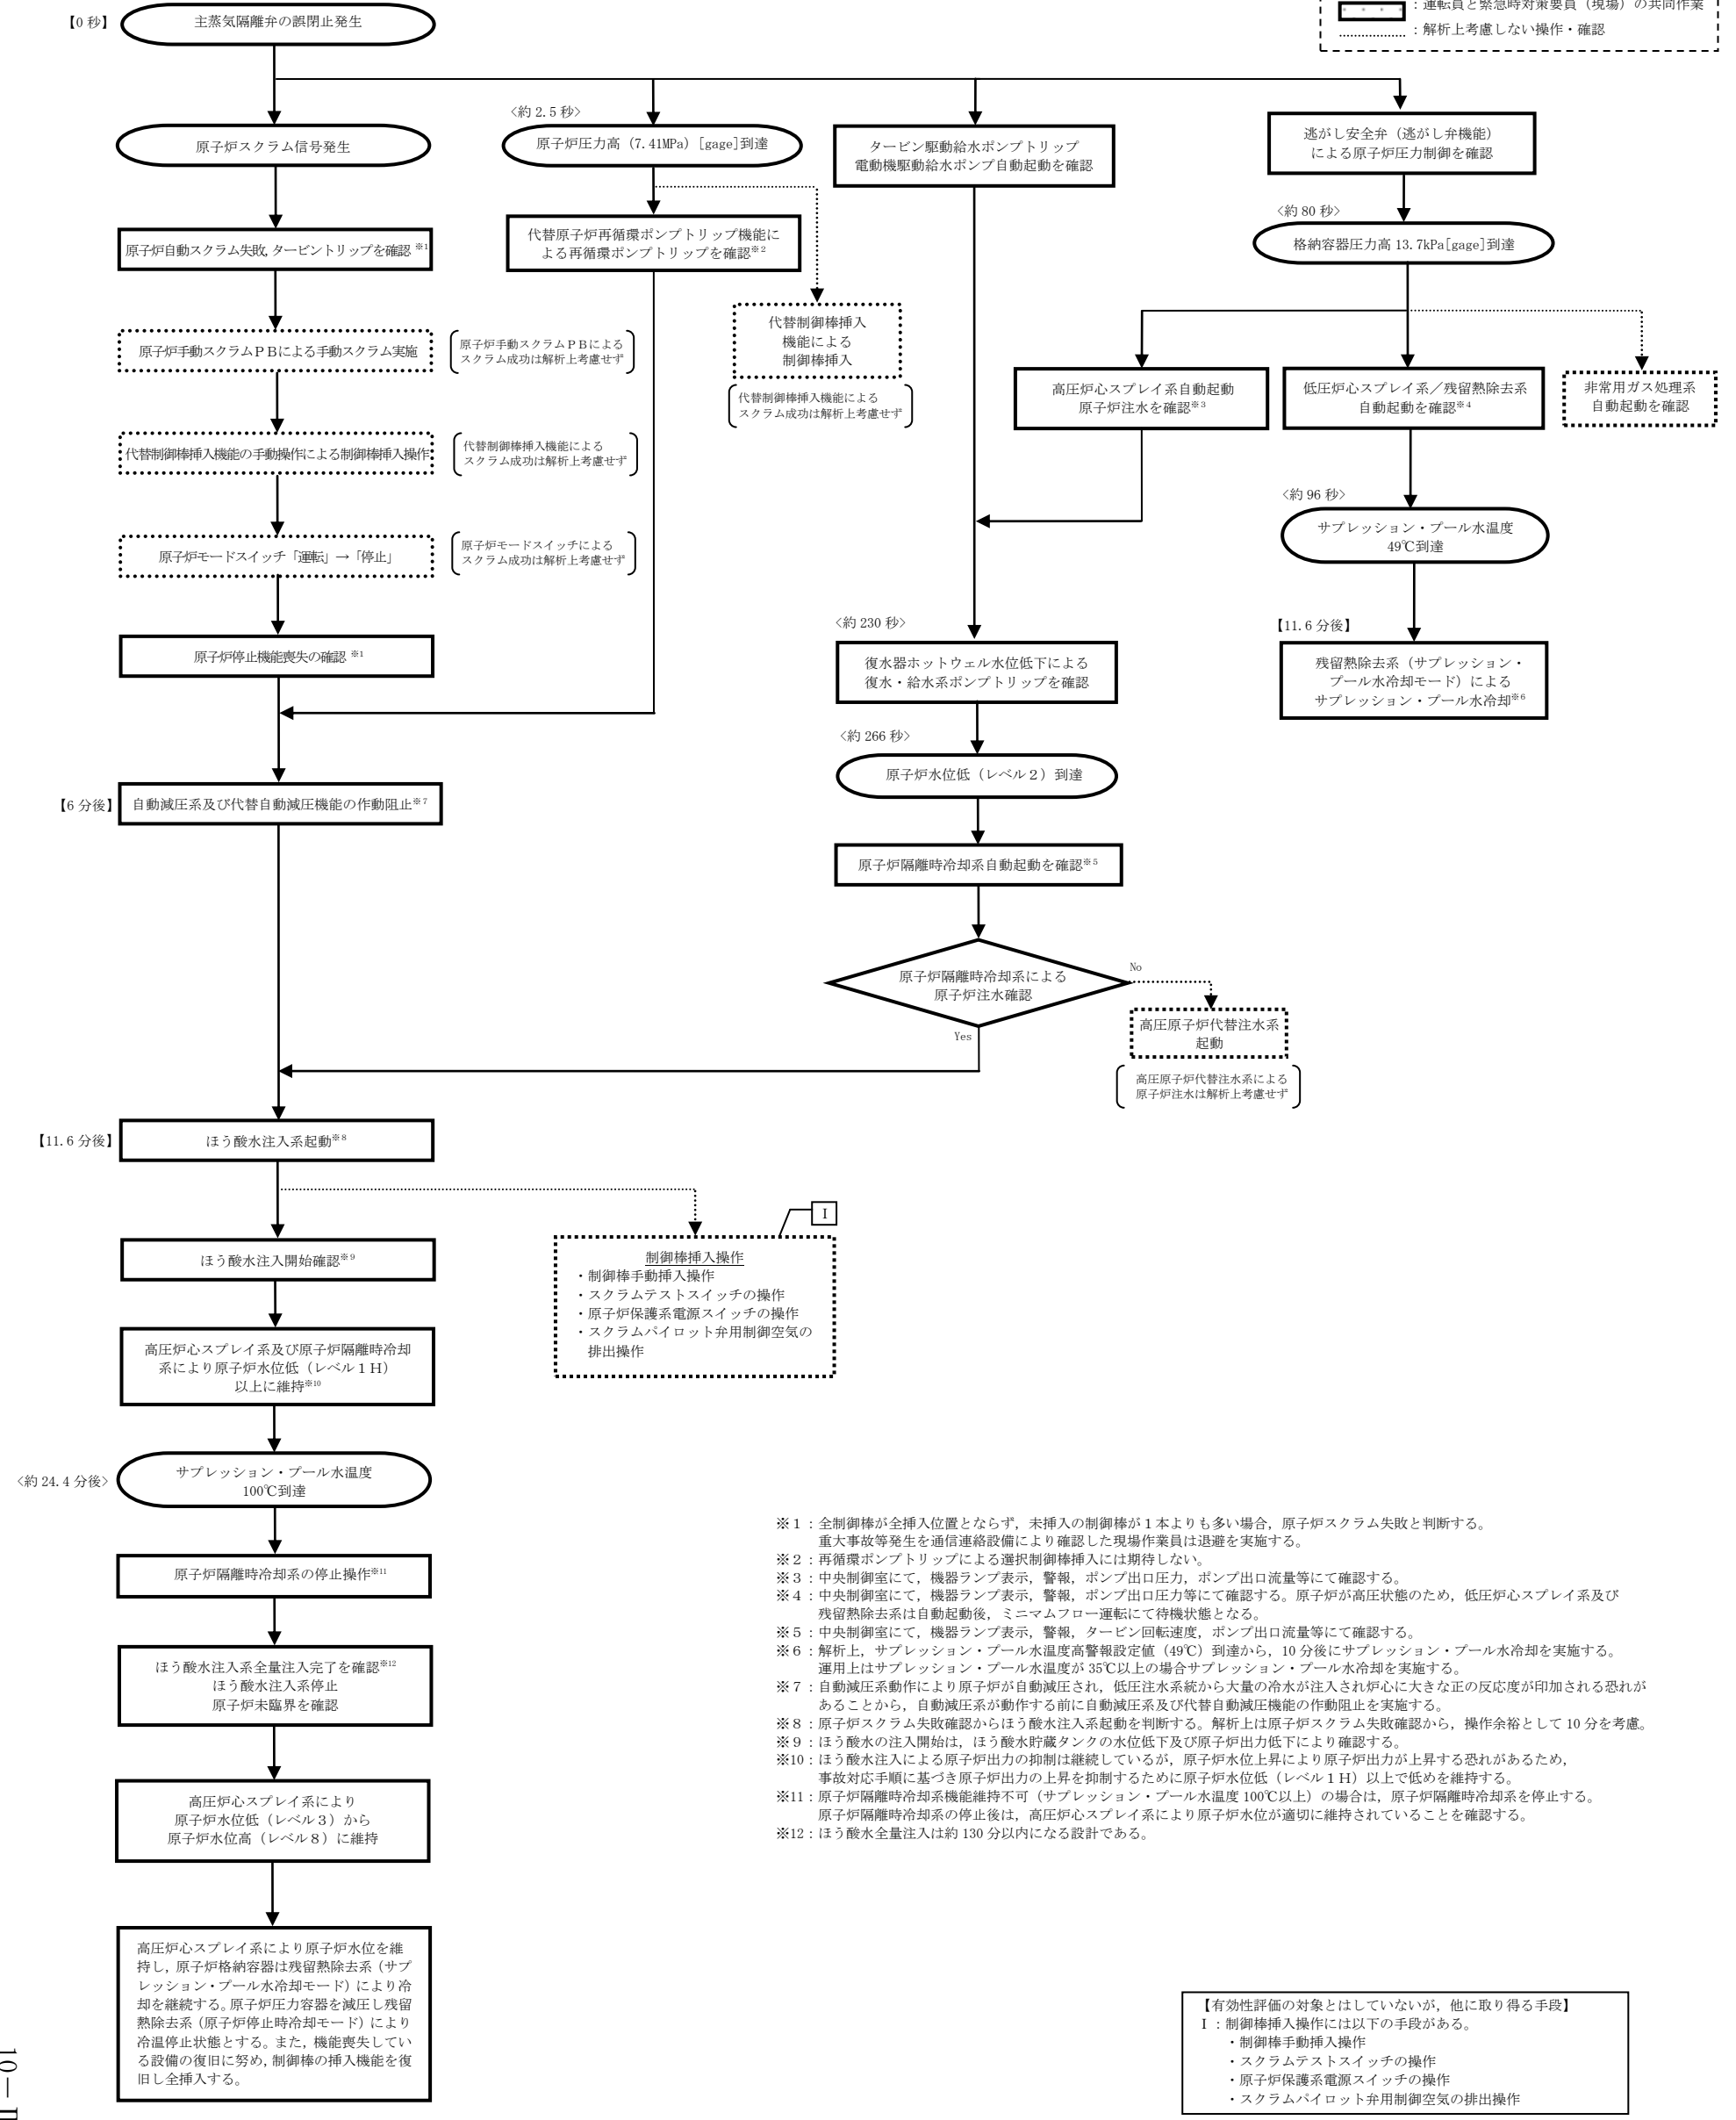 ：運転員と緊急時対策要員（現場）の共同作業
：解析上考慮しない操作・確認
【0 秒】
主蒸気隔離弁の誤閉止発生
原子炉スクラム信号発生
原子炉自動スクラム失敗，タービントリップを確認 ※1
原子炉手動スクラムＰＢによる手動スクラム実施
原子炉手動スクラムＰＢによる
スクラム成功は解析上考慮せず
代替制御棒挿入機能の手動操作による制御棒挿入操作
代替制御棒挿入機能による
スクラム成功は解析上考慮せず
原子炉モードスイッチ「運転」→「停止」
原子炉モードスイッチによる
スクラム成功は解析上考慮せず
原子炉停止機能喪失の確認 ※1
<約 2.5 秒>
原子炉圧力高（7.41MPa）[gage]到達
代替原子炉再循環ポンプトリップ機能に
よる再循環ポンプトリップを確認※2
代替制御棒挿入
機能による
制御棒挿入
代替制御棒挿入機能による
スクラム成功は解析上考慮せず
タービン駆動給水ポンプトリップ
電動機駆動給水ポンプ自動起動を確認
逃がし安全弁（逃がし弁機能）
による原子炉圧力制御を確認
<約 80 秒>
格納容器圧力高 13.7kPa[gage]到達
高圧炉心スプレイ系自動起動
原子炉注水を確認※3
低圧炉心スプレイ系／残留熱除去系
自動起動を確認※4
非常用ガス処理系
自動起動を確認
<約 96 秒>
サプレッション・プール水温度
49℃到達
【11.6 分後】
残留熱除去系（サプレッション・
プール水冷却モード）による
サプレッション・プール水冷却※6
<約 230 秒>
復水器ホットウェル水位低下による
復水・給水系ポンプトリップを確認
<約 266 秒>
原子炉水位低（レベル２）到達
原子炉隔離時冷却系自動起動を確認※5
原子炉隔離時冷却系による
原子炉注水確認
No
Yes
高圧原子炉代替注水系
起動
高圧原子炉代替注水系による
原子炉注水は解析上考慮せず
【6 分後】
自動減圧系及び代替自動減圧機能の作動阻止※7
【11.6 分後】
ほう酸水注入系起動※8
ほう酸水注入開始確認※9
I
制御棒挿入操作
・制御棒手動挿入操作
・スクラムテストスイッチの操作
・原子炉保護系電源スイッチの操作
・スクラムパイロット弁用制御空気の
排出操作
高圧炉心スプレイ系及び原子炉隔離時冷却
系により原子炉水位低（レベル１Ｈ）
以上に維持※10
<約 24.4 分後>
サプレッション・プール水温度
100℃到達
原子炉隔離時冷却系の停止操作※11
ほう酸水注入系全量注入完了を確認※12
ほう酸水注入系停止
原子炉未臨界を確認
高圧炉心スプレイ系により
原子炉水位低（レベル３）から
原子炉水位高（レベル８）に維持
高圧炉心スプレイ系により原子炉水位を維
持し，原子炉格納容器は残留熱除去系（サプ
レッション・プール水冷却モード）により冷
却を継続する。原子炉圧力容器を減圧し残留
熱除去系（原子炉停止時冷却モード）により
冷温停止状態とする。また，機能喪失してい
る設備の復旧に努め，制御棒の挿入機能を復
旧し全挿入する。
※１：全制御棒が全挿入位置とならず，未挿入の制御棒が１本よりも多い場合，原子炉スクラム失敗と判断する。
重大事故等発生を通信連絡設備により確認した現場作業員は退避を実施する。
※２：再循環ポンプトリップによる選択制御棒挿入には期待しない。
※３：中央制御室にて，機器ランプ表示，警報，ポンプ出口圧力，ポンプ出口流量等にて確認する。
※４：中央制御室にて，機器ランプ表示，警報，ポンプ出口圧力等にて確認する。原子炉が高圧状態のため，低圧炉心スプレイ系及び
残留熱除去系は自動起動後，ミニマムフロー運転にて待機状態となる。
※５：中央制御室にて，機器ランプ表示，警報，タービン回転速度，ポンプ出口流量等にて確認する。
※６：解析上，サプレッション・プール水温度高警報設定値（49℃）到達から，10 分後にサプレッション・プール水冷却を実施する。
運用上はサプレッション・プール水温度が 35℃以上の場合サプレッション・プール水冷却を実施する。
※７：自動減圧系動作により原子炉が自動減圧され，低圧注水系統から大量の冷水が注入され炉心に大きな正の反応度が印加される恐れが
あることから，自動減圧系が動作する前に自動減圧系及び代替自動減圧機能の作動阻止を実施する。
※８：原子炉スクラム失敗確認からほう酸水注入系起動を判断する。解析上は原子炉スクラム失敗確認から，操作余裕として 10 分を考慮。
※９：ほう酸水の注入開始は，ほう酸水貯蔵タンクの水位低下及び原子炉出力低下により確認する。
※10：ほう酸水注入による原子炉出力の抑制は継続しているが，原子炉水位上昇により原子炉出力が上昇する恐れがあるため，
事故対応手順に基づき原子炉出力の上昇を抑制するために原子炉水位低（レベル１Ｈ）以上で低めを維持する。
※11：原子炉隔離時冷却系機能維持不可（サプレッション・プール水温度 100℃以上）の場合は，原子炉隔離時冷却系を停止する。
原子炉隔離時冷却系の停止後は，高圧炉心スプレイ系により原子炉水位が適切に維持されていることを確認する。
※12：ほう酸水全量注入は約 130 分以内になる設計である。
【有効性評価の対象とはしていないが，他に取り得る手段】
Ⅰ：制御棒挿入操作には以下の手段がある。
・制御棒手動挿入操作
・スクラムテストスイッチの操作
・原子炉保護系電源スイッチの操作
・スクラムパイロット弁用制御空気の排出操作